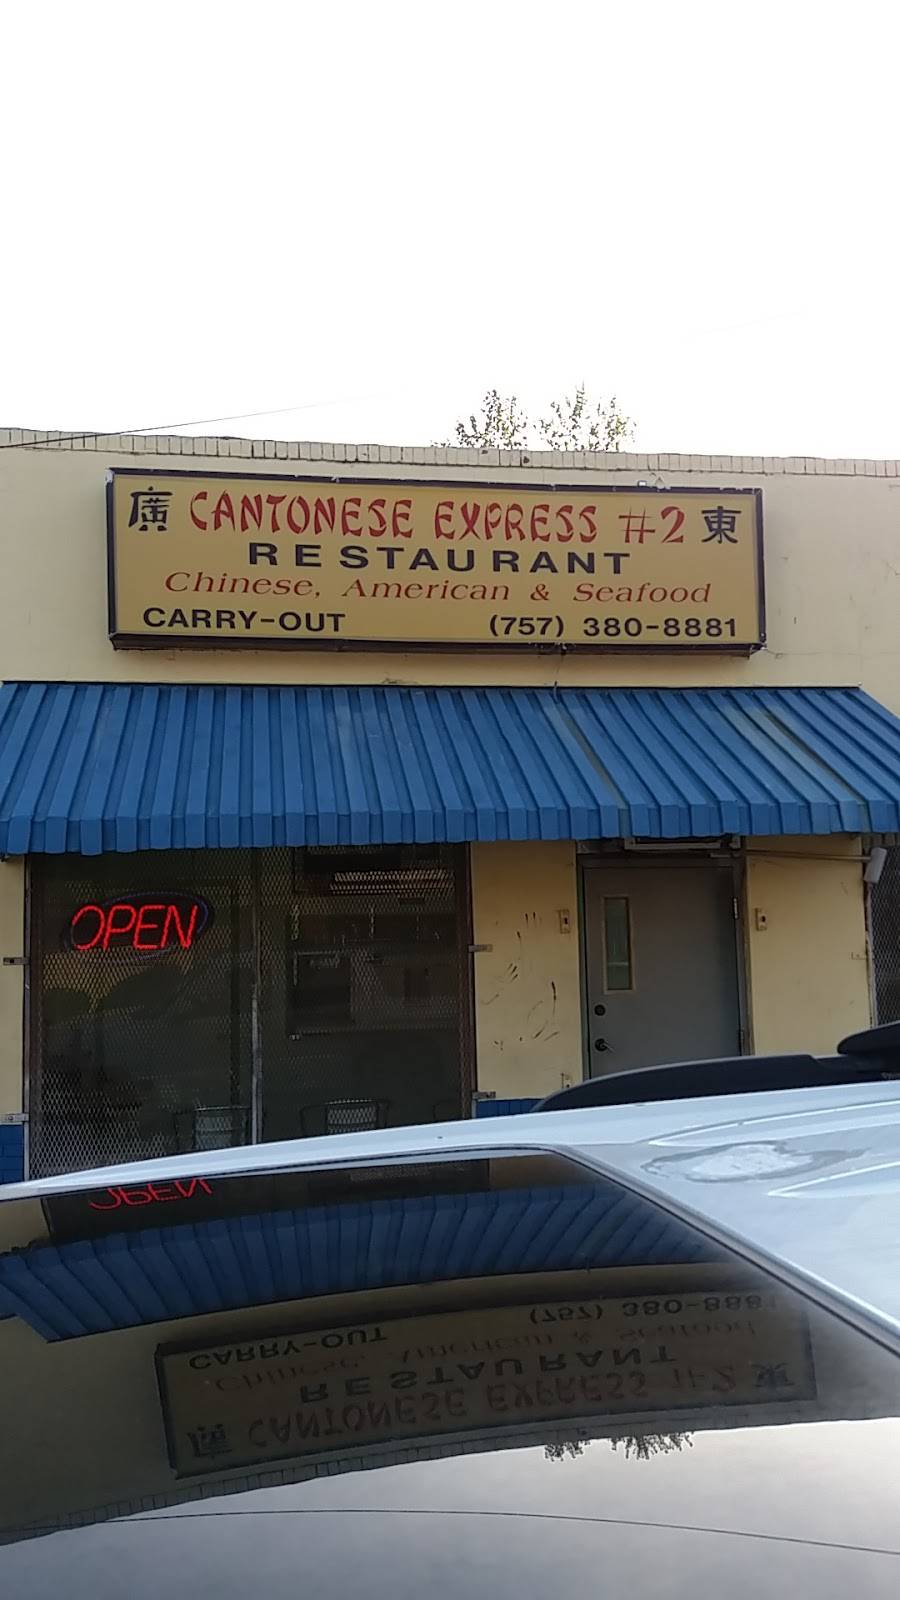 廣 CANTONESE EXPRESS #2 東
RESTAURANT
Chinese, American & Seafood
CARRY-OUT (757) 380-8881
OPEN